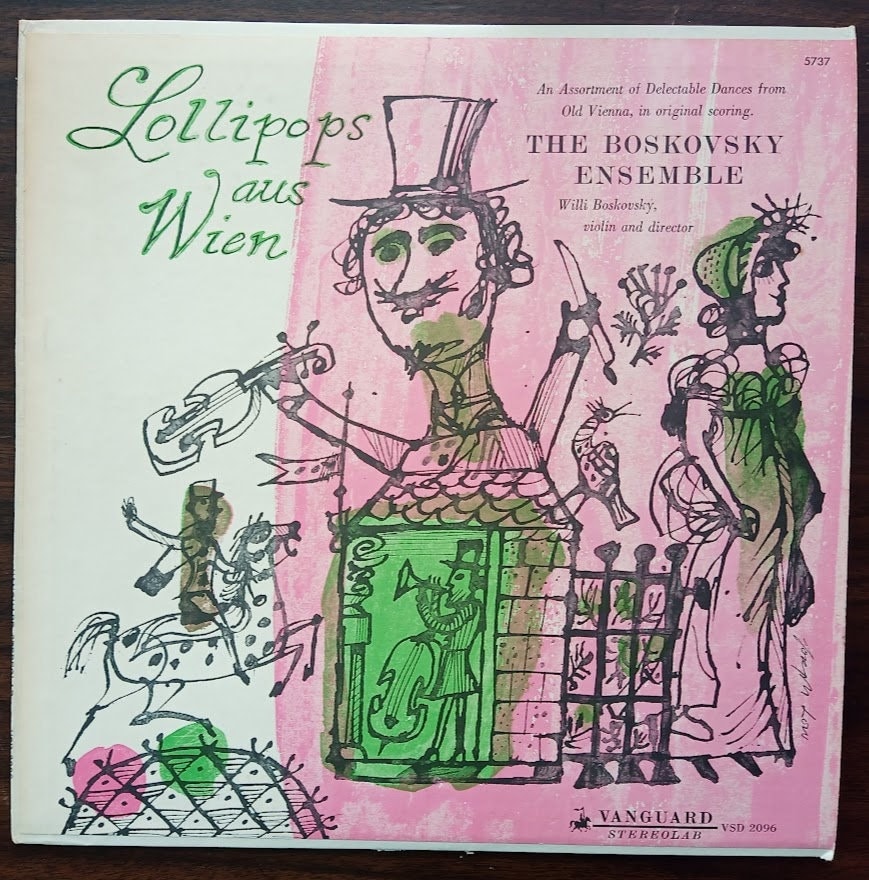 5737
Lollipops
aus
Wien
An Assortment of Delectable Dances from
Old Vienna, in original scoring.
THE BOSKOVSKY
ENSEMBLE
Willi Boskovsky,
violin and director
VANGUARD
STEREOLAB
VSD 2096